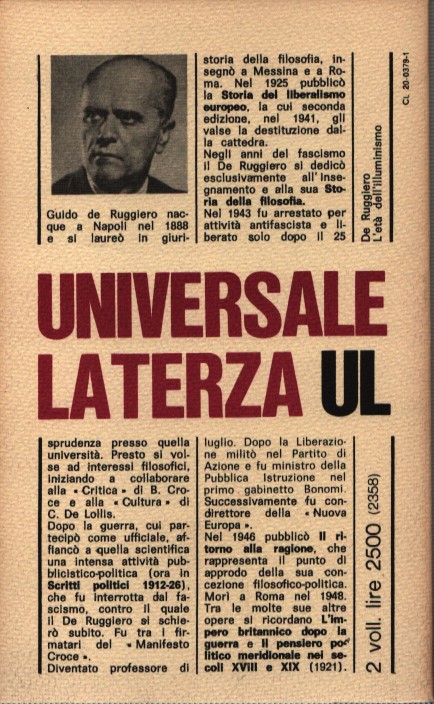 Guido de Ruggiero nac-
que a Napoli nel 1888
e si laureò in giuri-
sprudenza presso quella
università. Presto si vol-
se ad interessi filosofici,
iniziando a collaborare
alla « Critica » di B. Cro-
ce e alla « Cultura » di
C. De Lollis.
Dopo la guerra, cui par-
tecipò come ufficiale, af-
fiancò a quella scientifica
una intensa attività pub-
blicistico-politica (ora in
Scritti politici 1912-26),
che fu interrotta dal fa-
scismo, contro il quale
il De Ruggiero si schie-
rò subito. Fu tra i fir-
matari del « Manifesto
Croce ».
Diventato professore di
storia della filosofia, in-
segnò a Messina e a Ro-
ma. Nel 1925 pubblicò
la Storia del liberalismo
europeo, la cui seconda
edizione, nel 1941, gli
valse la destituzione dal-
la cattedra.
Negli anni del fascismo
il De Ruggiero si dedicò
esclusivamente all'inse-
gnamento e alla sua Sto-
ria della filosofia.
Nel 1943 fu arrestato per
attività antifascista e li-
berato solo dopo il 25
luglio. Dopo la Liberazio-
ne militò nel Partito di
Azione e fu ministro della
Pubblica Istruzione nel
primo gabinetto Bonomi.
Successivamente fu con-
direttore della « Nuova
Europa ».
Nel 1946 pubblicò Il ri-
torno alla ragione, che
rappresenta il punto di
approdo della sua con-
cezione filosofico-politica.
Morì a Roma nel 1948.
Tra le molte sue altre
opere si ricordano L'im-
pero britannico dopo la
guerra e Il pensiero po-
litico meridionale nei se-
coli XVIII e XIX (1921).
De Ruggiero
L'età dell'illuminismo
CL 20-0379-1
UNIVERSALE
LATERZA UL
2 voll. lire 2500 (2358)